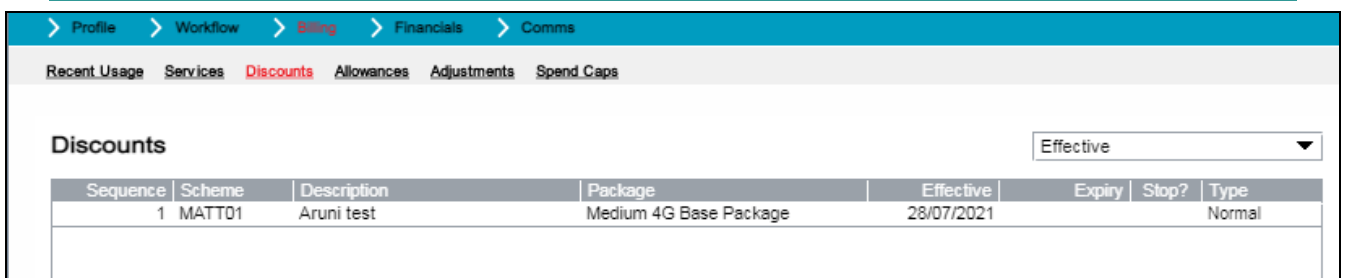 Profile Workflow Billing Financials Comms
Recent Usage Services Discounts Allowances Adjustments Spend Caps
Discounts Effective
Sequence Scheme Description Package Effective Expiry Stop? Type
1 MATT01 Aruni test Medium 4G Base Package 28/07/2021 Normal